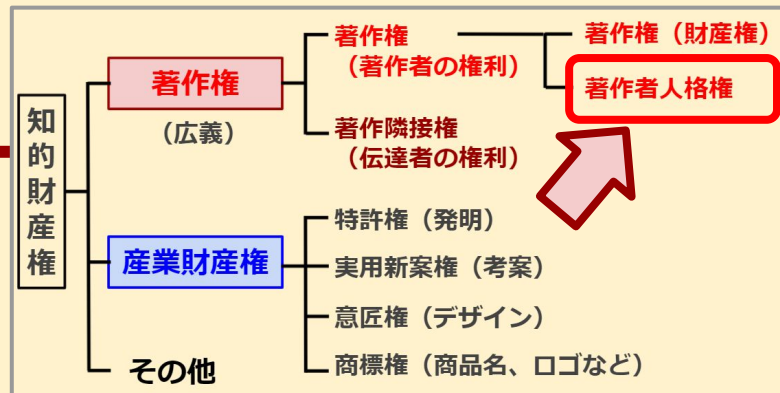 知的財産権
著作権
（広義）
著作権
（著作者の権利）
著作権（財産権）
著作者人格権
著作隣接権
（伝達者の権利）
産業財産権
特許権（発明）
実用新案権（考案）
意匠権（デザイン）
商標権（商品名、ロゴなど）
その他